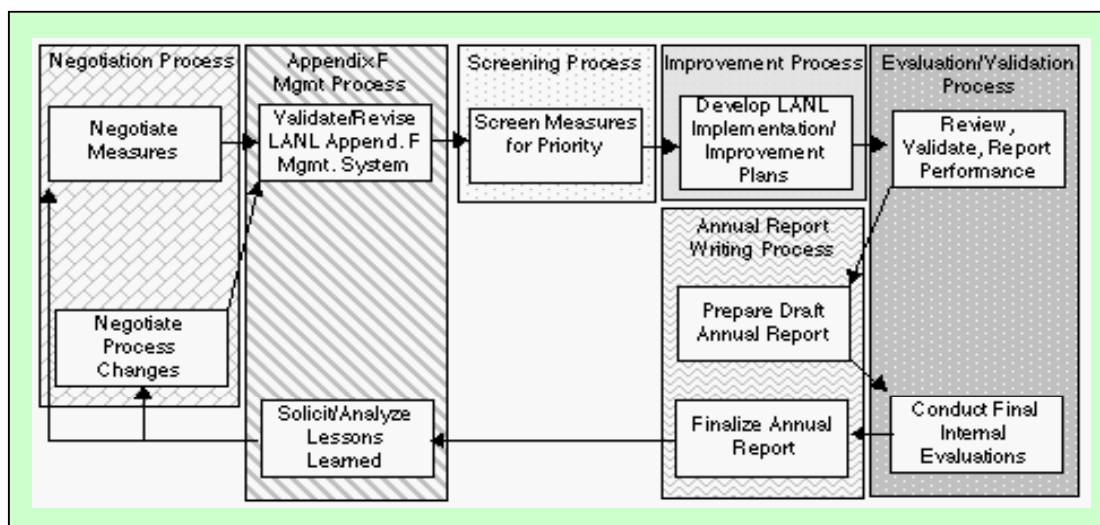 Negotiation Process
Negotiate
Measures
Negotiate
Process
Changes
Appendix F
Mgmt Process
Validate/Revise
LANL Append. F
Mgmt. System
Solicit/Analyze
Lessons
Learned
Screening Process
Screen Measures
for Priority
Improvement Process
Develop LANL
Implementation/
Improvement
Plans
Annual Report
Writing Process
Prepare Draft
Annual Report
Finalize Annual
Report
Evaluation/Validation
Process
Review,
Validate, Report
Performance
Conduct Final
Internal
Evaluations